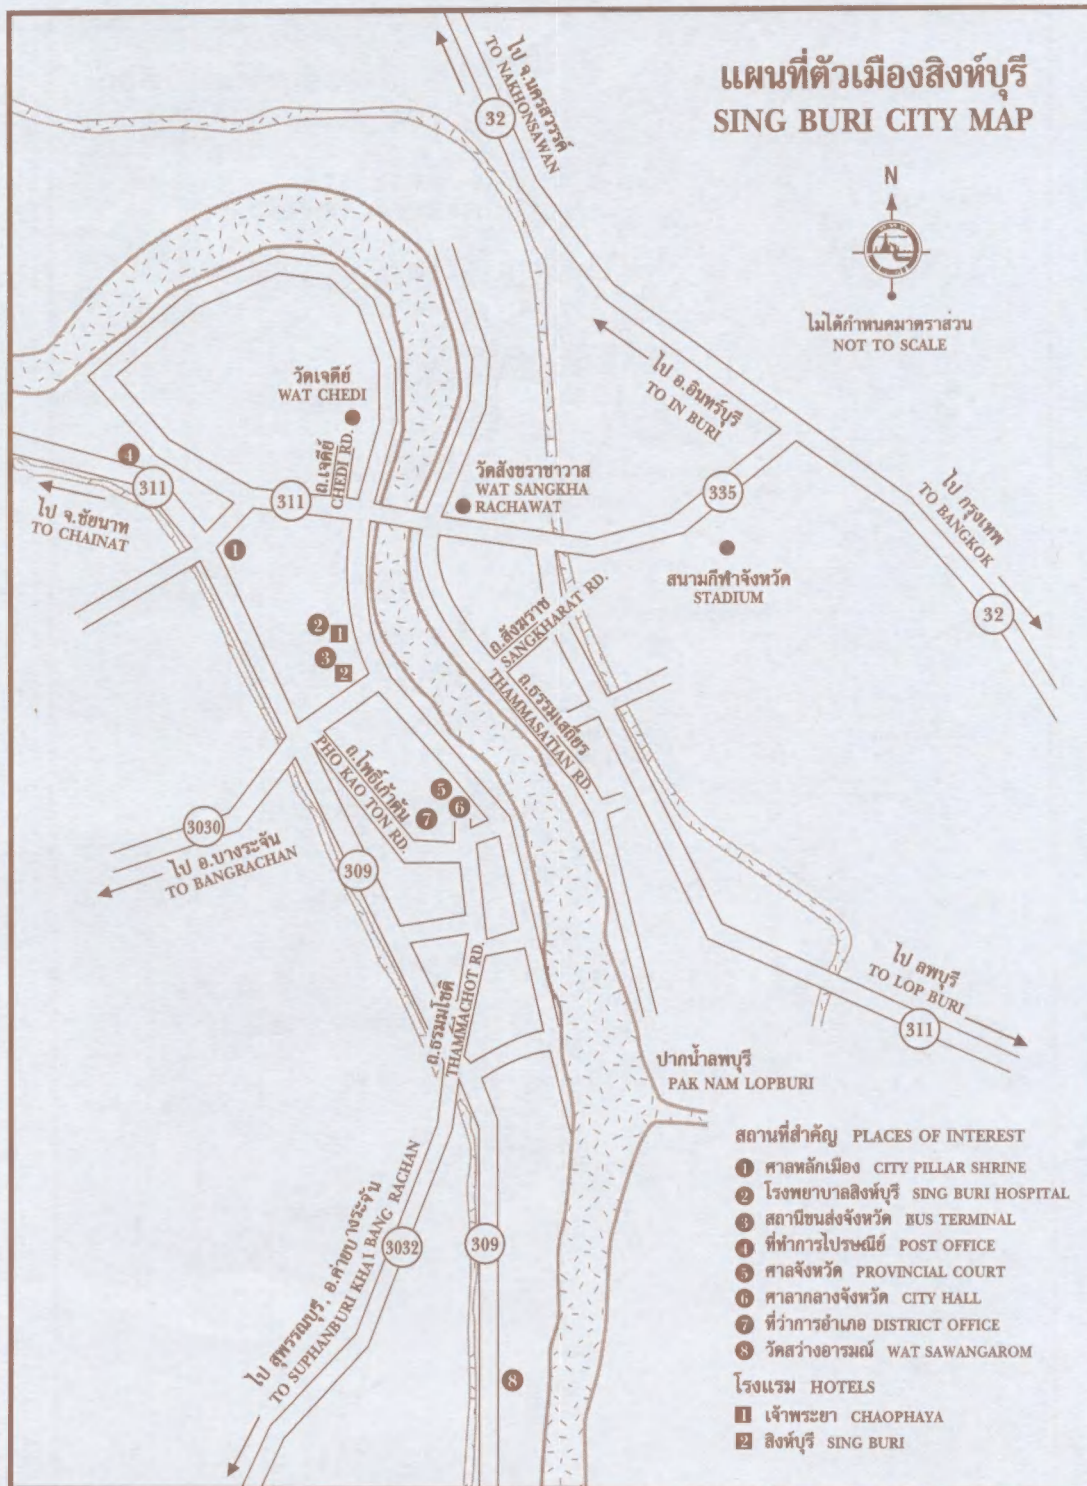 แผนที่ตัวเมืองสิงห์บุรี
SING BURI CITY MAP
N
ไม่ได้กำหนดมาตราส่วน
NOT TO SCALE
ไป จ.นครสวรรค์
TO NAKHONSAWAN
32
ไป อ.อินทร์บุรี
TO IN BURI
335
ไป กรุงเทพ
TO BANGKOK
32
วัดเจดีย์
WAT CHEDI
ถ.เจดีย์
CHEDI RD.
4
311
311
ไป จ.ชัยนาท
TO CHAINAT
วัดสังฆราชาวาส
WAT SANGKHA
RACHAWAT
1
สนามกีฬาจังหวัด
STADIUM
ถ.สังฆราช
SANGKHARAT RD.
2
1
3
2
ถ.ธรรมเสถียร
THAMMASATIAN RD.
ถ.โพธิ์เก้าต้น
PHO KAO TON RD.
5
6
7
3030
ไป อ.บางระจัน
TO BANGRACHAN
309
ไป ลพบุรี
TO LOP BURI
311
ถ.ธรรมโชติ
THAMMACHOT RD.
ปากน้ำลพบุรี
PAK NAM LOPBURI
ไป สุพรรณบุรี, อ.ค่ายบางระจัน
TO SUPHANBURI KHAI BANG RACHAN
3032
309
8
สถานที่สำคัญ PLACES OF INTEREST
1 ศาลหลักเมือง CITY PILLAR SHRINE
2 โรงพยาบาลสิงห์บุรี SING BURI HOSPITAL
3 สถานีขนส่งจังหวัด BUS TERMINAL
4 ที่ทำการไปรษณีย์ POST OFFICE
5 ศาลจังหวัด PROVINCIAL COURT
6 ศาลากลางจังหวัด CITY HALL
7 ที่ว่าการอำเภอ DISTRICT OFFICE
8 วัดสว่างอารมณ์ WAT SAWANGAROM
โรงแรม HOTELS
1 เจ้าพระยา CHAOPHAYA
2 สิงห์บุรี SING BURI